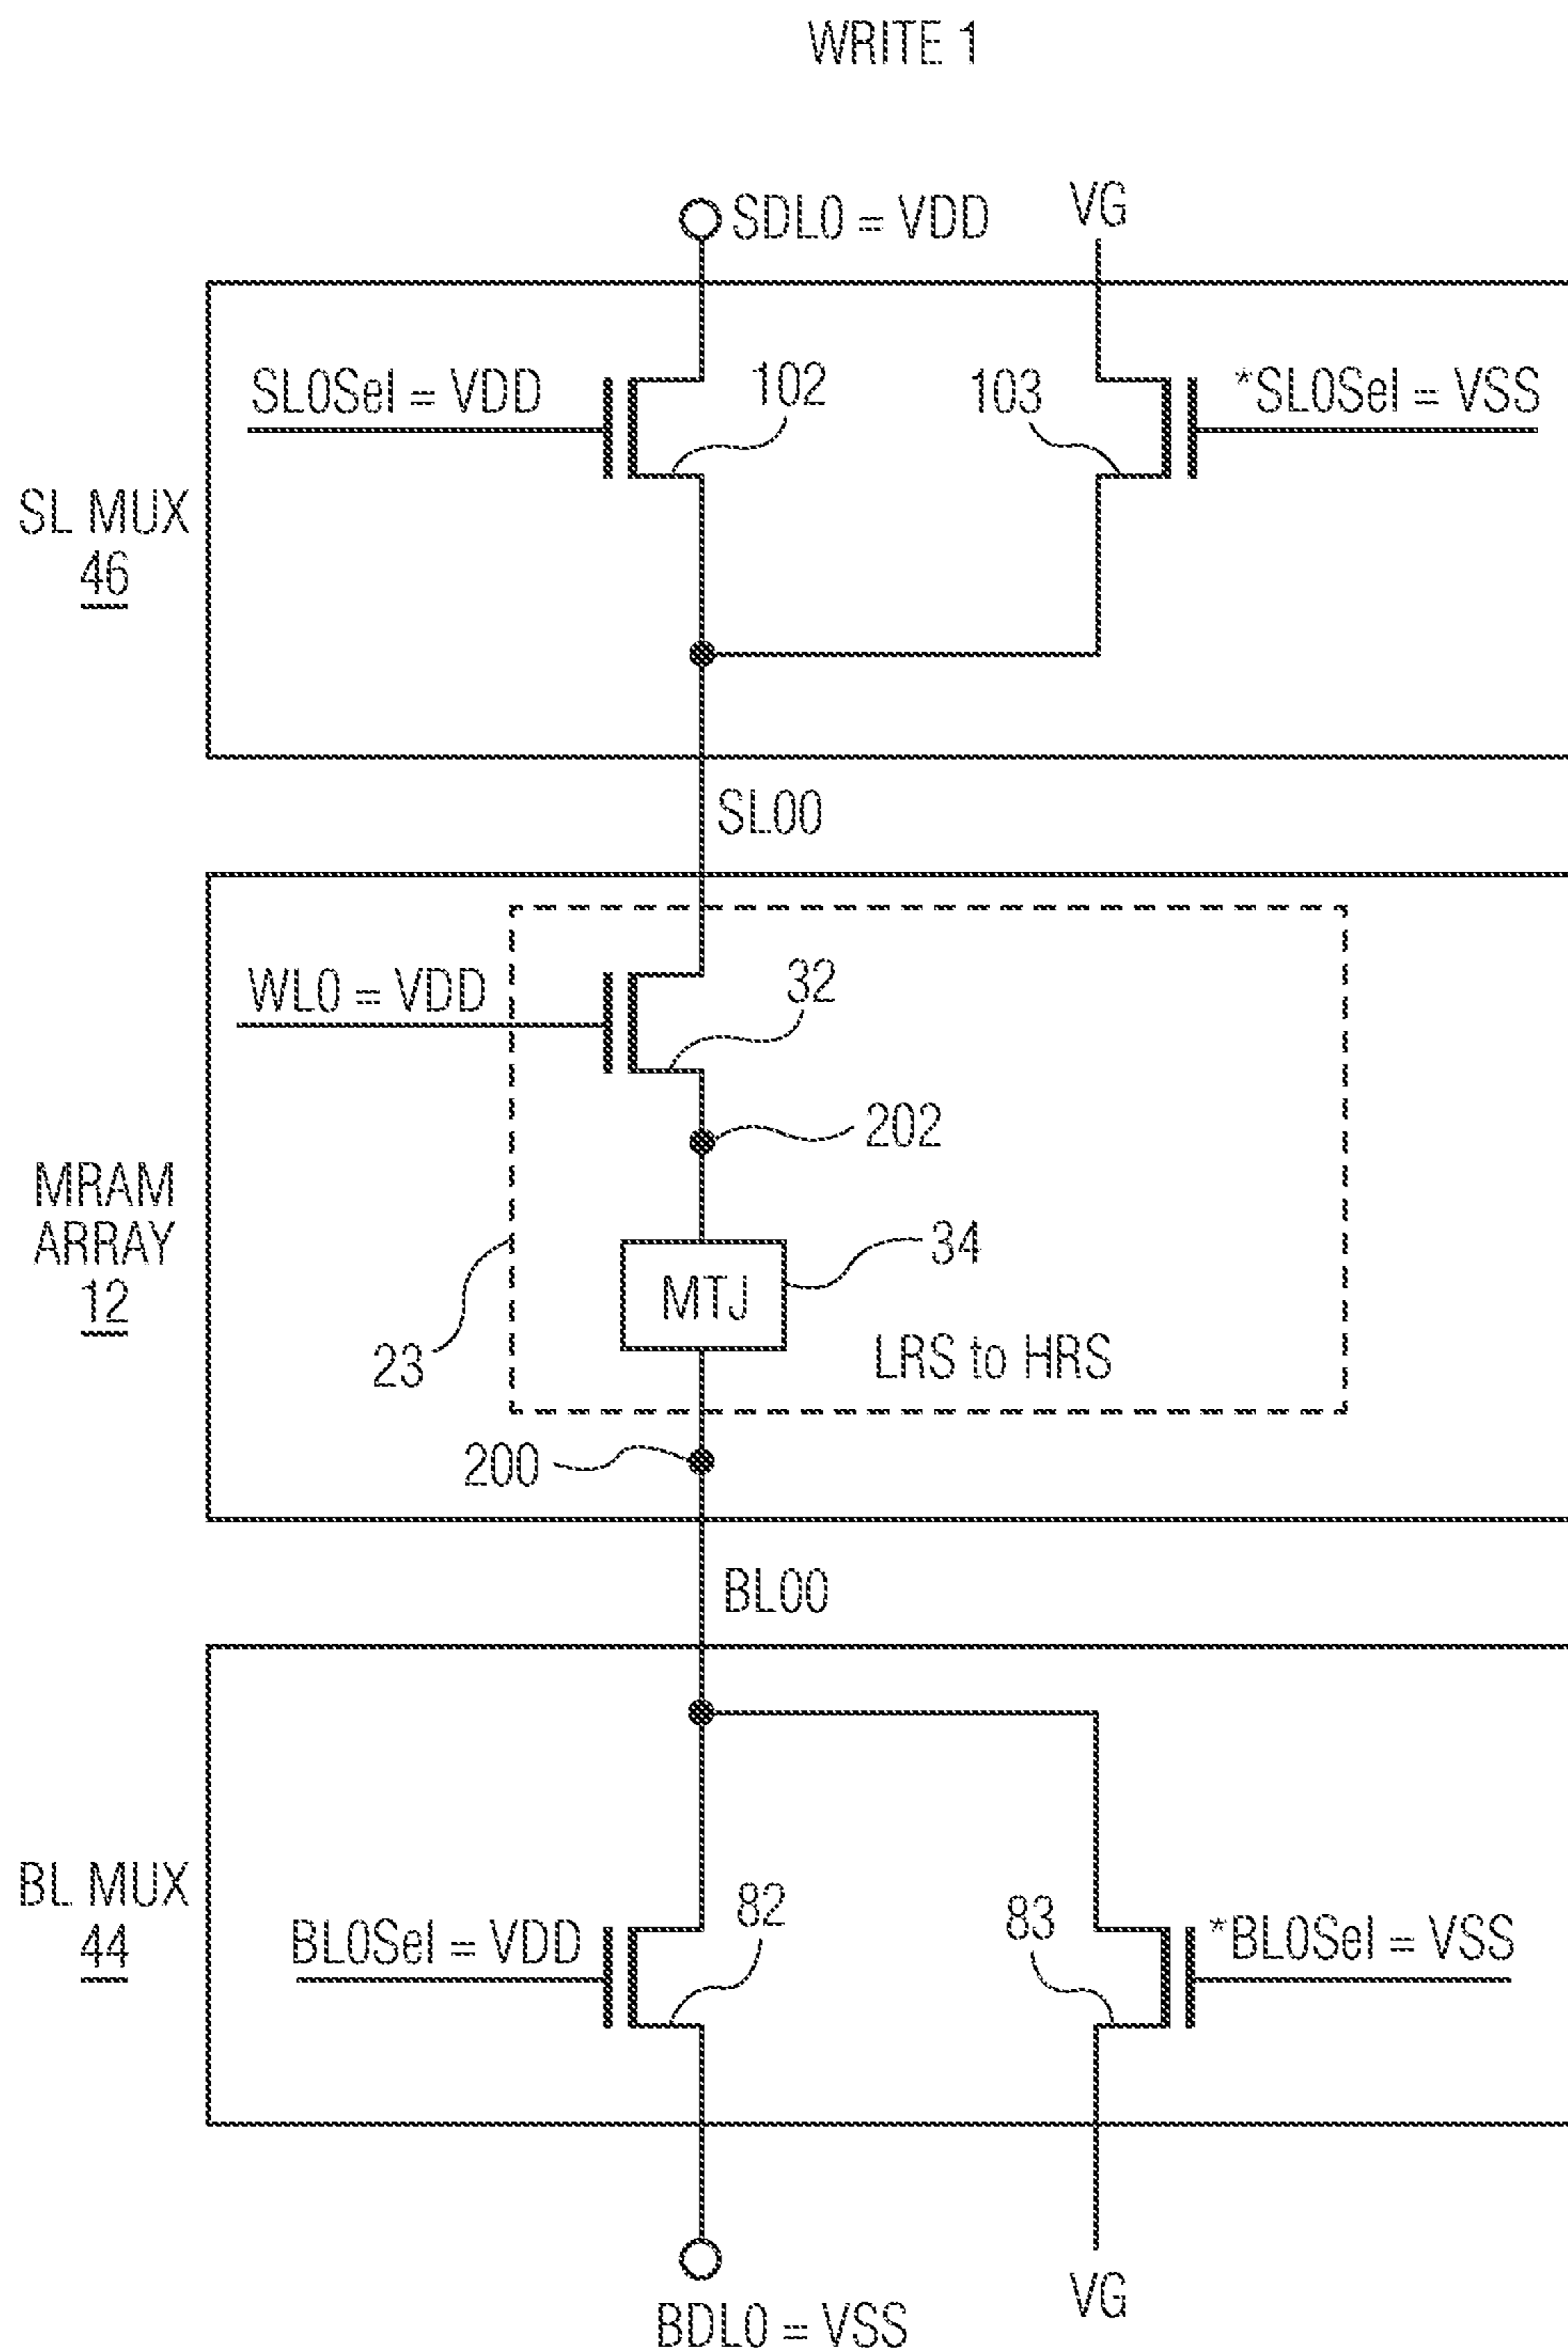 WRITE 1
SDL0 = VDD
VG
SL0Sel = VDD
102
103
*SL0Sel = VSS
SL MUX
46
SL00
WL0 = VDD
32
202
MRAM
ARRAY
12
34
MTJ
23
LRS to HRS
200
BL00
BL MUX
44
BL0Sel = VDD
82
83
*BL0Sel = VSS
VG
BDL0 = VSS